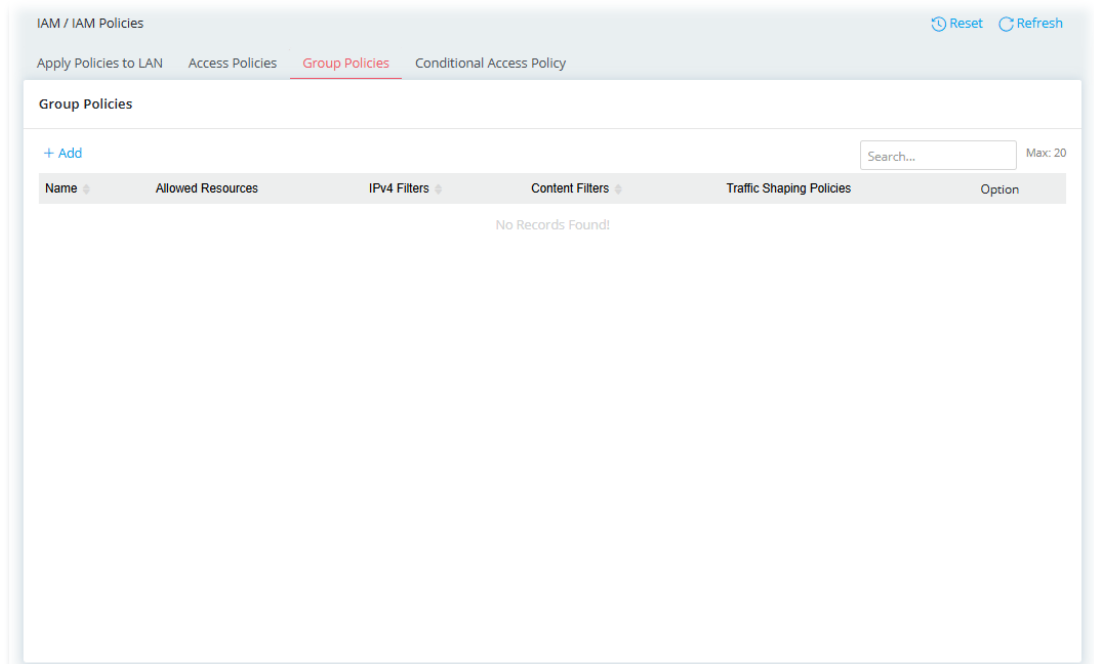 IAM / IAM Policies Reset Refresh
Apply Policies to LAN Access Policies Group Policies Conditional Access Policy
Group Policies
+ Add Search... Max: 20
Name Allowed Resources IPv4 Filters Content Filters Traffic Shaping Policies Option
No Records Found!